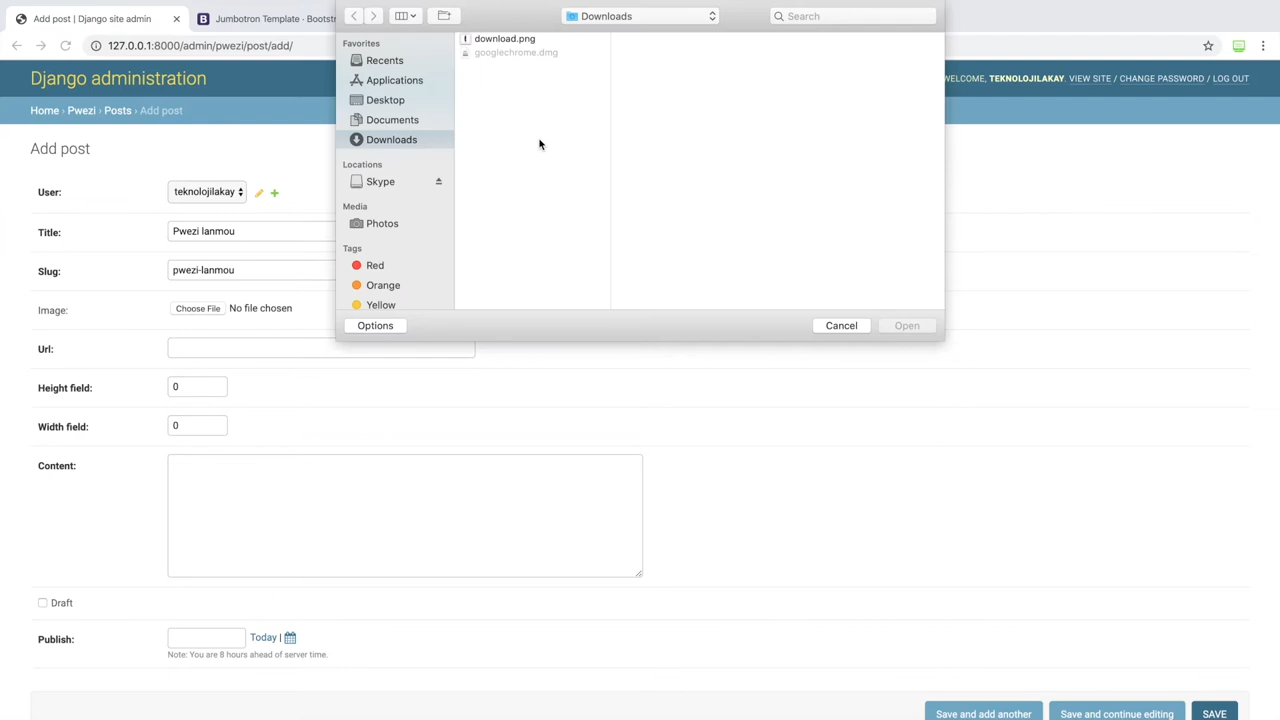 Add post | Django site admin
Jumbotron Template · Bootst
Downloads
Search
127.0.0.1:8000/admin/pwezi/post/add/
Favorites
Recents
Applications
Desktop
Documents
Downloads
Locations
Skype
Media
Photos
Tags
Red
Orange
Yellow
download.png
googlechrome.dmg
Options
Cancel
Open
Django administration
WELCOME, TEKNOLOJILAKAY. VIEW SITE / CHANGE PASSWORD / LOG OUT
Home › Pwezi › Posts › Add post
Add post
User:
teknolojilakay
Title:
Pwezi lanmou
Slug:
pwezi-lanmou
Image:
Choose File No file chosen
Url:
Height field:
0
Width field:
0
Content:
Draft
Publish:
Today |
Note: You are 8 hours ahead of server time.
Save and add another
Save and continue editing
SAVE